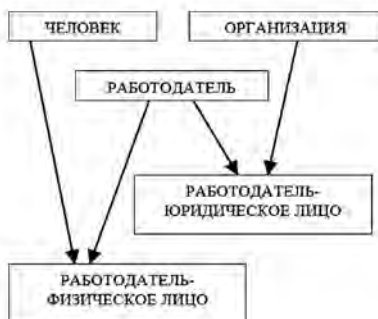 ЧЕЛОВЕК
ОРГАНИЗАЦИЯ
РАБОТОДАТЕЛЬ
РАБОТОДАТЕЛЬ-
ЮРИДИЧЕСКОЕ ЛИЦО
РАБОТОДАТЕЛЬ-
ФИЗИЧЕСКОЕ ЛИЦО